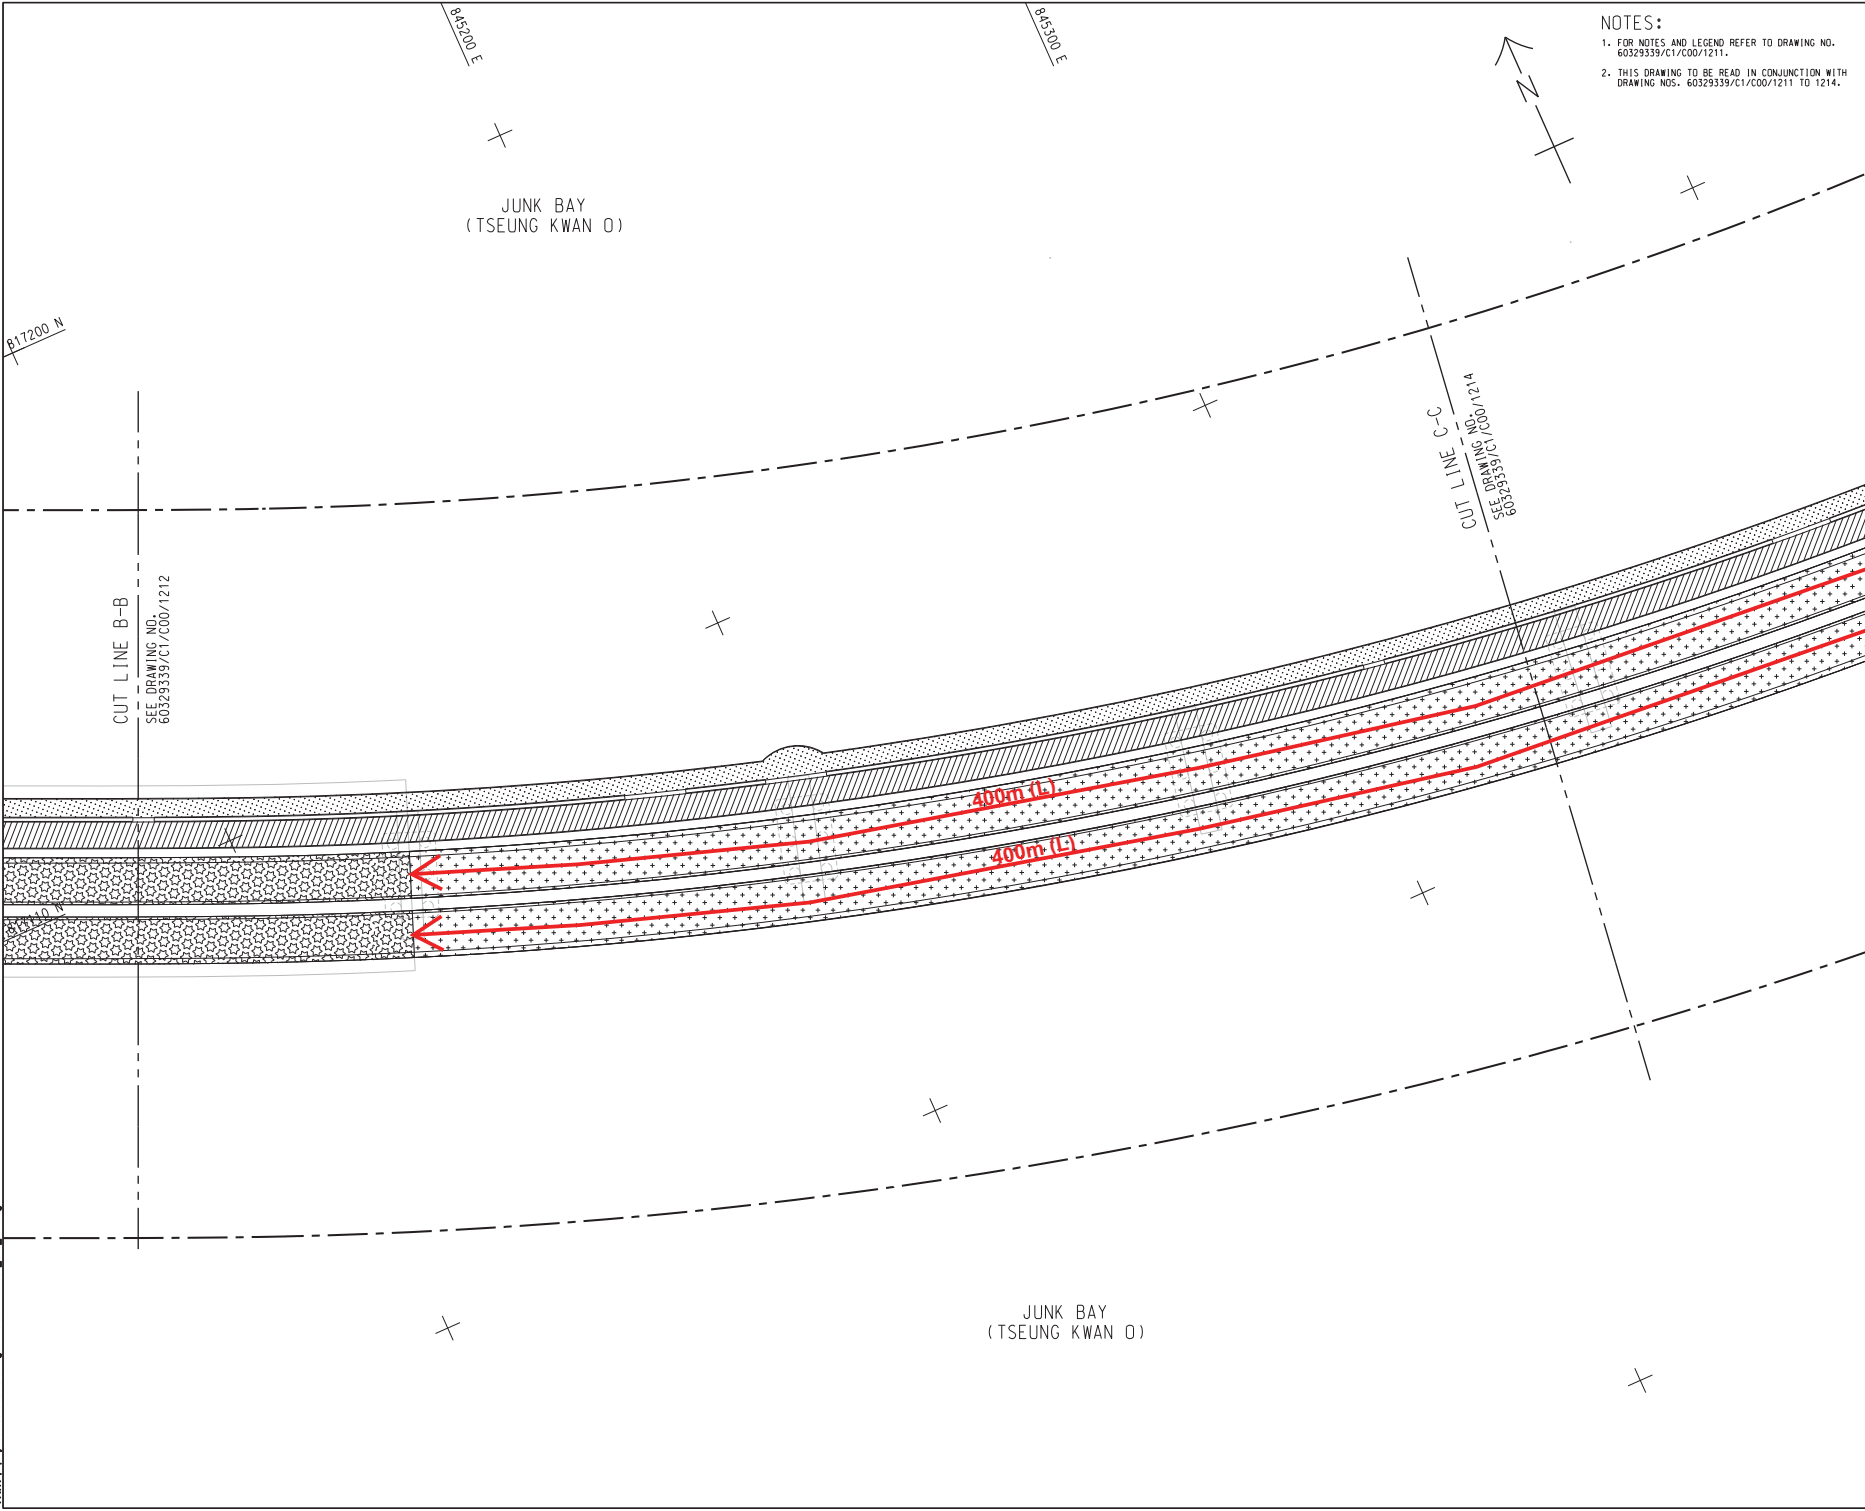 845200 E
845300 E
NOTES:
1. FOR NOTES AND LEGEND REFER TO DRAWING NO.
60329339/C1/C00/1211.
2. THIS DRAWING TO BE READ IN CONJUNCTION WITH
DRAWING NOS. 60329339/C1/C00/1211 TO 1214.
N
JUNK BAY
(TSEUNG KWAN O)
817200 N
CUT LINE C-C
SEE DRAWING NO.
60329339/C1/C00/1214
CUT LINE B-B
SEE DRAWING NO.
60329339/C1/C00/1212
400m (L)
400m (L)
JUNK BAY
(TSEUNG KWAN O)